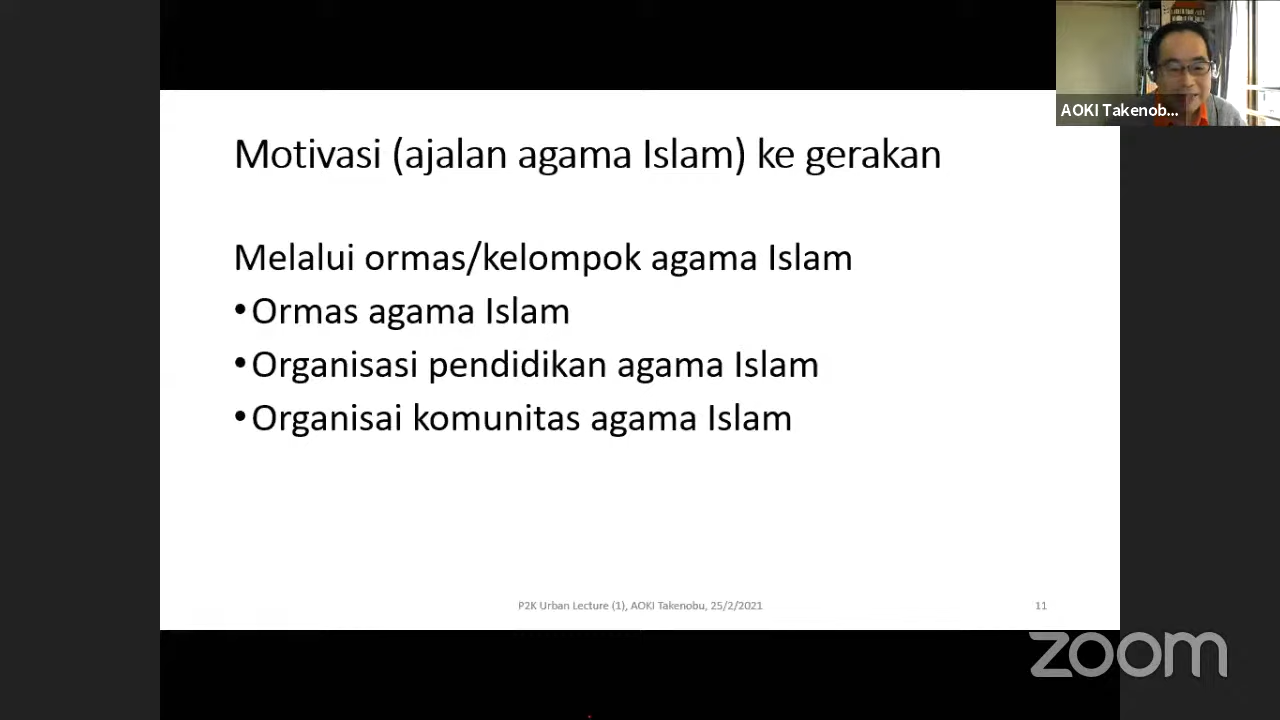 AOKI Takenob...
Motivasi (ajalan agama Islam) ke gerakan
Melalui ormas/kelompok agama Islam
•Ormas agama Islam
•Organisasi pendidikan agama Islam
•Organisai komunitas agama Islam
P2K Urban Lecture (1), AOKI Takenobu, 25/2/2021
11
zoom